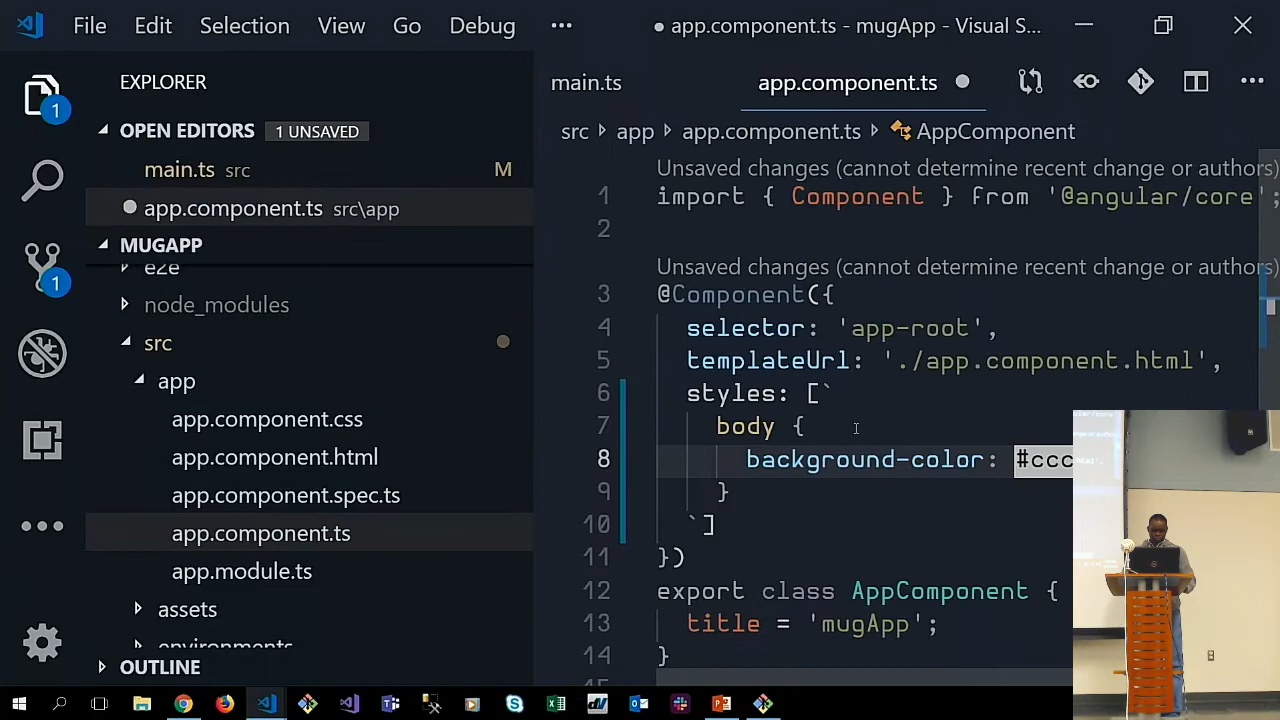 File Edit Selection View Go Debug ••• ● app.component.ts - mugApp - Visual S...
EXPLORER
1
OPEN EDITORS 1 UNSAVED
main.ts src M
app.component.ts src\app
MUGAPP
e2e
node_modules
src
1
app
app.component.css
app.component.html
app.component.spec.ts
app.component.ts
app.module.ts
assets
environments
OUTLINE
main.ts app.component.ts
src app app.component.ts AppComponent
Unsaved changes (cannot determine recent change or authors)
1 import { Component } from '@angular/core';
2
Unsaved changes (cannot determine recent change or authors)
3 @Component({
4 selector: 'app-root',
5 templateUrl: './app.component.html',
6 styles: [`
7 body {
8 background-color: #ccc
9 }
10 `]
11 })
12 export class AppComponent {
13 title = 'mugApp';
14 }